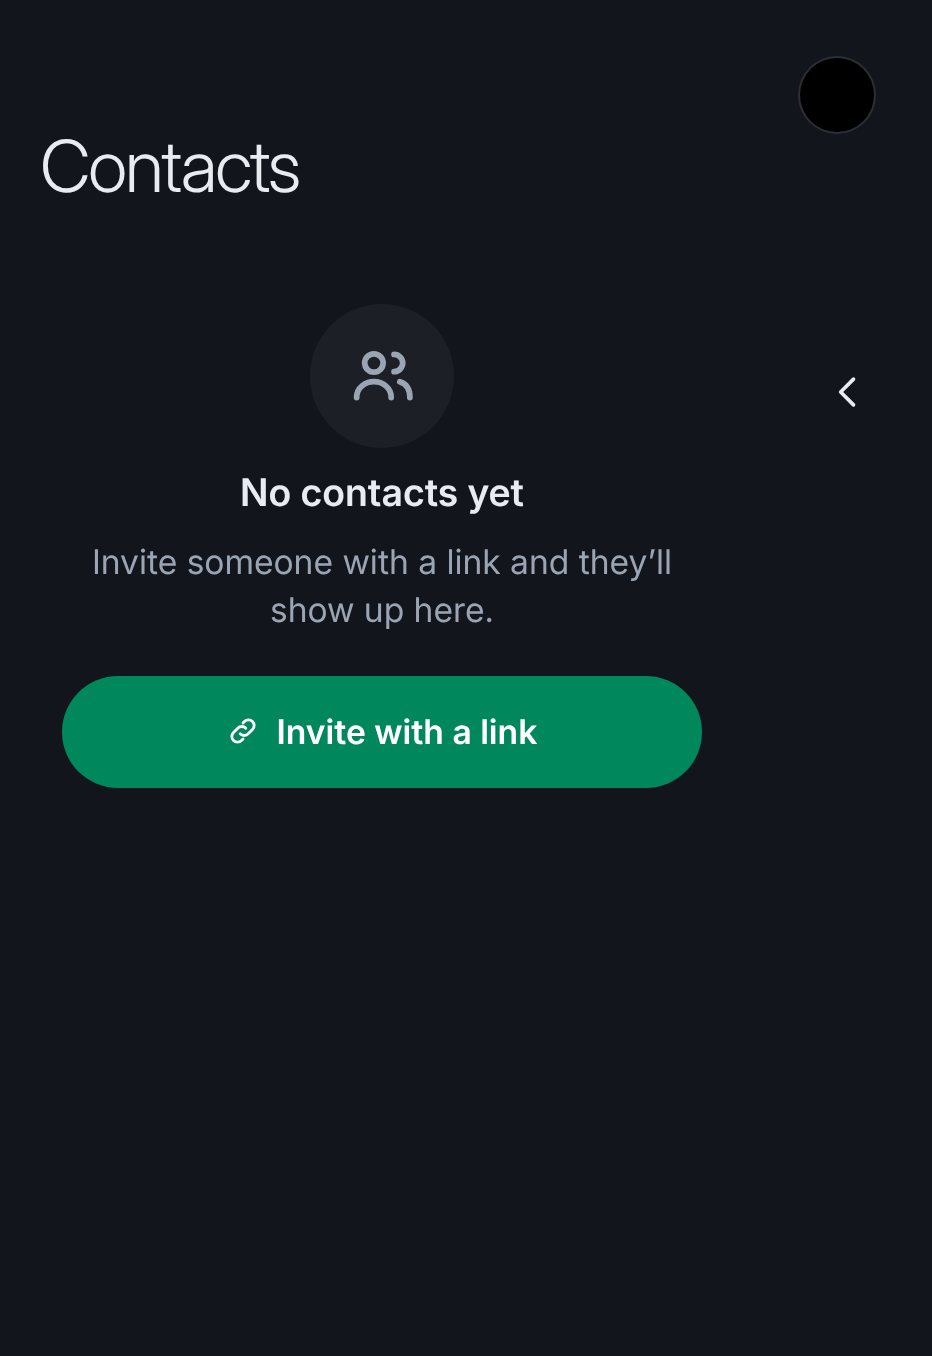 Contacts
No contacts yet
Invite someone with a link and they’ll
show up here.
Invite with a link